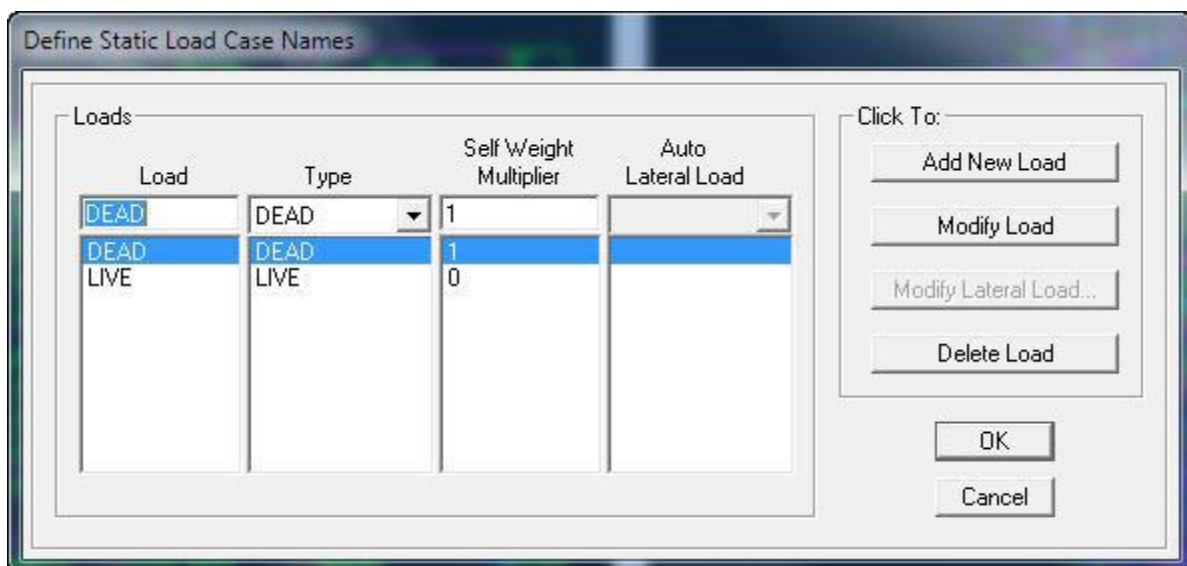 Define Static Load Case Names
Loads
Load Type Self Weight Multiplier Auto Lateral Load
DEAD DEAD 1
DEAD DEAD 1
LIVE LIVE 0
Click To:
Add New Load
Modify Load
Modify Lateral Load...
Delete Load
OK
Cancel